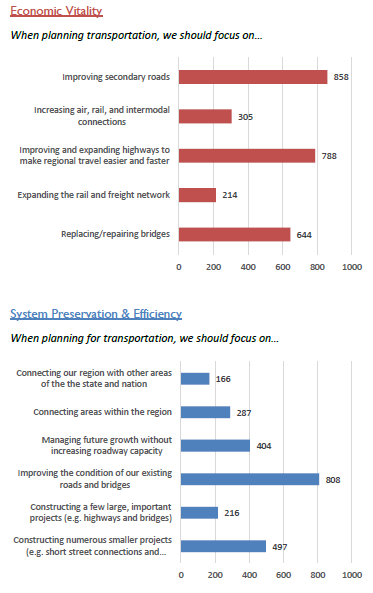 Economic Vitality
When planning transportation, we should focus on...
Improving secondary roads
858
Increasing air, rail, and intermodal
connections
305
Improving and expanding highways to
make regional travel easier and faster
788
Expanding the rail and freight network
214
Replacing/repairing bridges
644
0 200 400 600 800 1000
System Preservation & Efficiency
When planning for transportation, we should focus on...
Connecting our region with other areas
of the the state and nation
166
Connecting areas within the region
287
Managing future growth without
increasing roadway capacity
404
Improving the condition of our existing
roads and bridges
808
Constructing a few large, important
projects (e.g. highways and bridges)
216
Constructing numerous smaller projects
(e.g. short street connections and...
497
0 200 400 600 800 1000